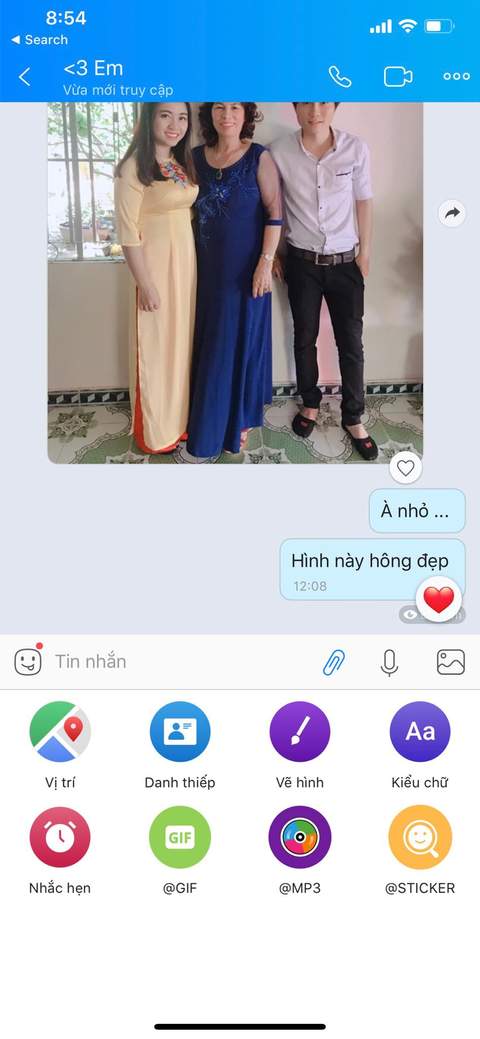 8:54
◀ Search
<3 Em
Vừa mới truy cập
À nhỏ ...
Hình này hông đẹp
12:08
Tin nhắn
Vị trí
Danh thiếp
Vẽ hình
Aa
Kiểu chữ
GIF
Nhắc hẹn
@GIF
@MP3
@STICKER